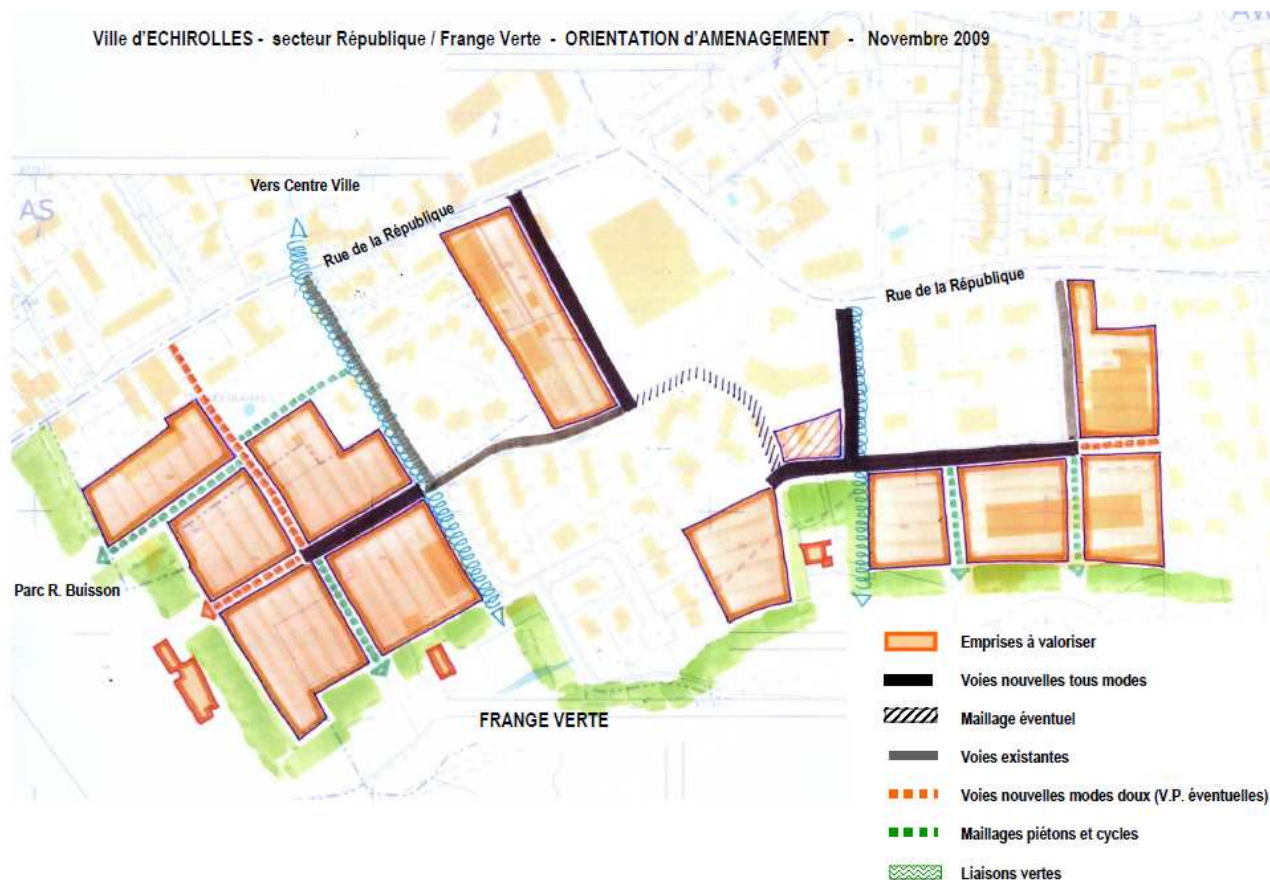 Ville d'ECHIROLLES - secteur République / Frange Verte - ORIENTATION d'AMENAGEMENT - Novembre 2009
AS
Vers Centre Ville
Rue de la République
Rue de la République
Parc R. Buisson
FRANGE VERTE
Emprises à valoriser
Voies nouvelles tous modes
Maillage éventuel
Voies existantes
Voies nouvelles modes doux (V.P. éventuelles)
Maillages piétons et cycles
Liaisons vertes